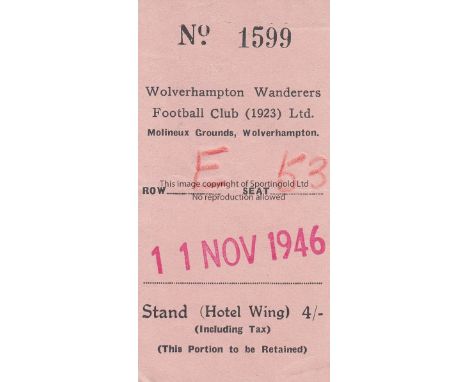 Nº 1599
Wolverhampton Wanderers
Football Club (1923) Ltd.
Molineux Grounds, Wolverhampton.
This image copyright of Sportingold Ltd
ROW E SEAT 53
No reproduction allowed
11 NOV 1946
Stand (Hotel Wing) 4/-
(Including Tax)
(This Portion to be Retained)